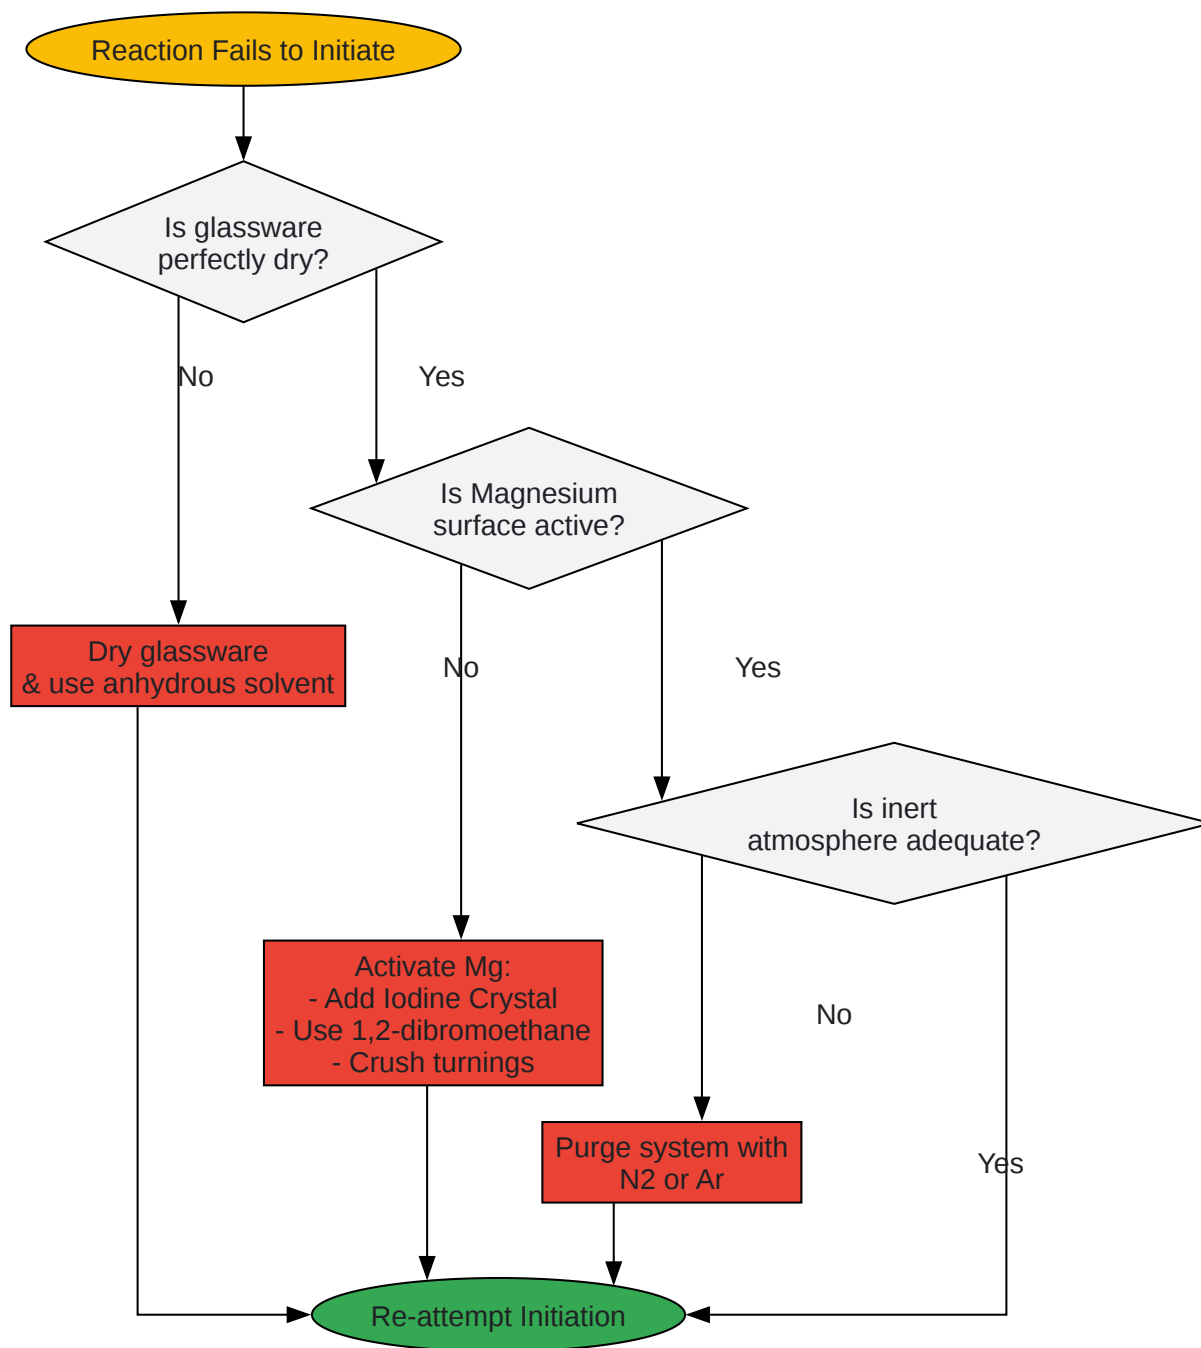 Reaction Fails to Initiate
Is glassware
perfectly dry?
No
Yes
Is Magnesium
surface active?
Dry glassware
& use anhydrous solvent
No
Yes
Is inert
atmosphere adequate?
Activate Mg:
- Add Iodine Crystal
- Use 1,2-dibromoethane
- Crush turnings
No
Purge system with
N2 or Ar
Yes
Re-attempt Initiation